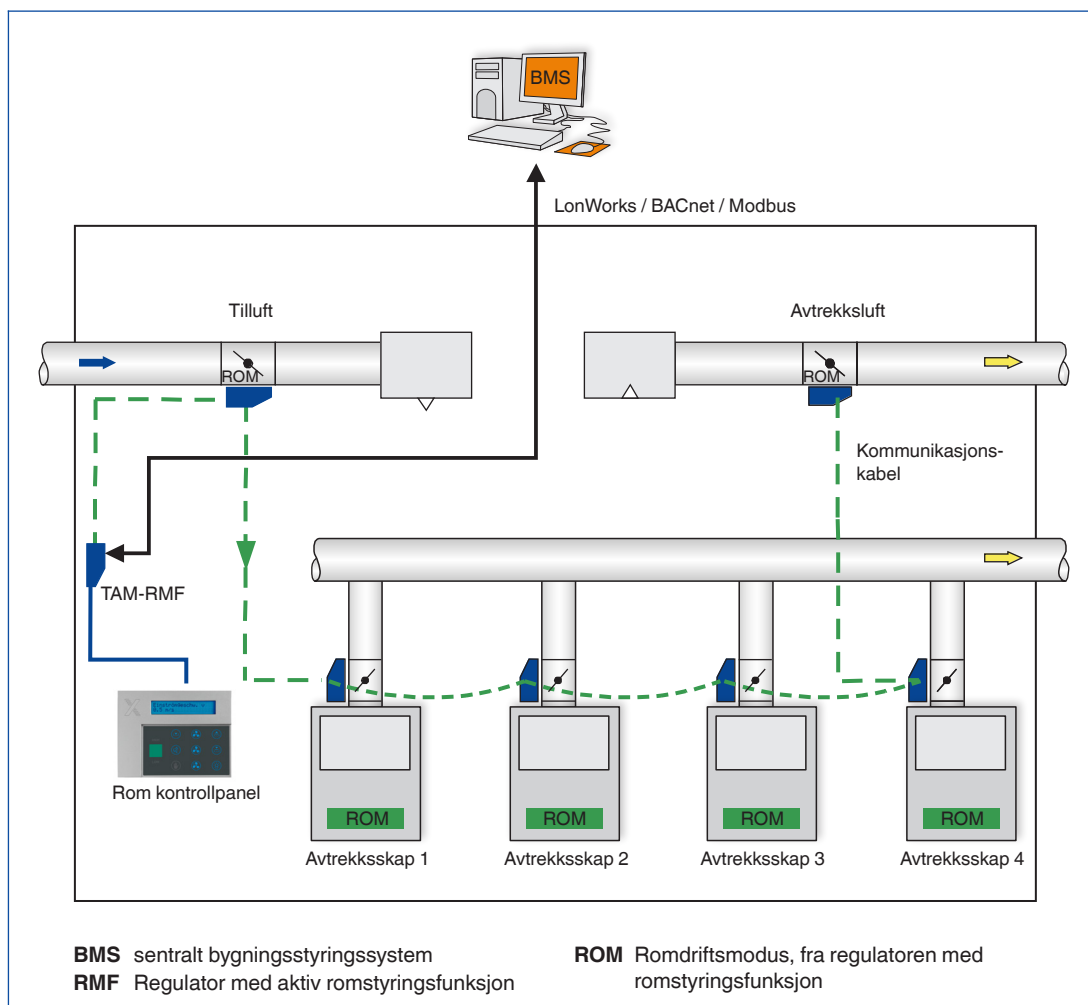 BMS
LonWorks / BACnet / Modbus
Tilluft
Avtrekksluft
ROM
ROM
Kommunikasjons-
kabel
TAM-RMF
Rom kontrollpanel
ROM
ROM
ROM
ROM
Avtrekksskap 1
Avtrekksskap 2
Avtrekksskap 3
Avtrekksskap 4
BMS sentralt bygningsstyringssystem
RMF Regulator med aktiv romstyringsfunksjon
ROM Romdriftsmodus, fra regulatoren med
romstyringsfunksjon